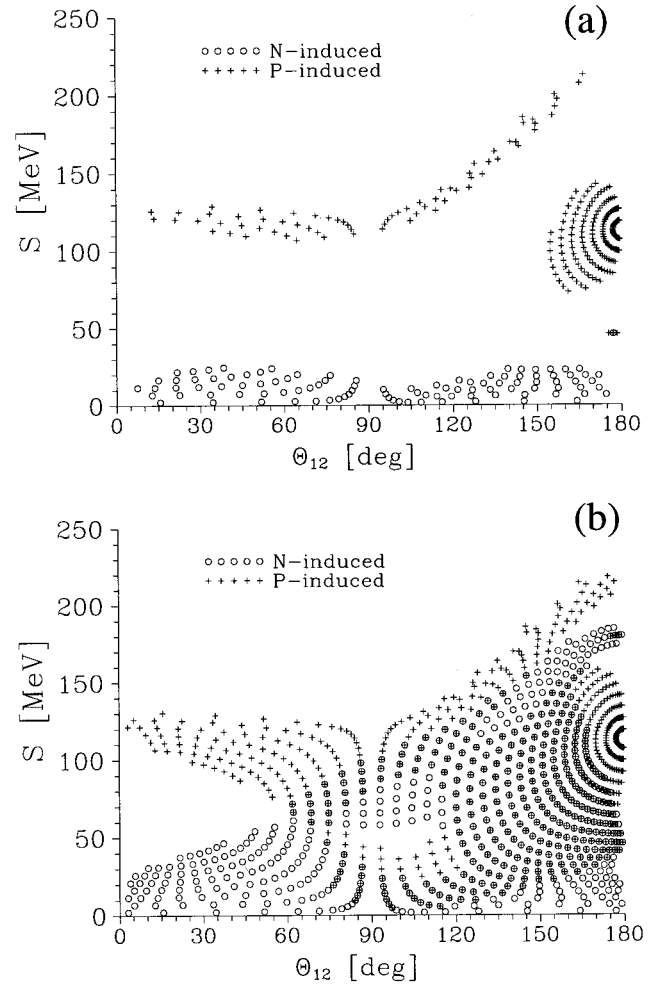 (a)
250
200
150
100
50
0
S [MeV]
○○○○○ N-induced
+++++ P-induced
0 30 60 90 120 150 180
Θ12 [deg]
(b)
250
200
150
100
50
0
S [MeV]
○○○○○○ N-induced
++++++ P-induced
0 30 60 90 120 150 180
Θ12 [deg]